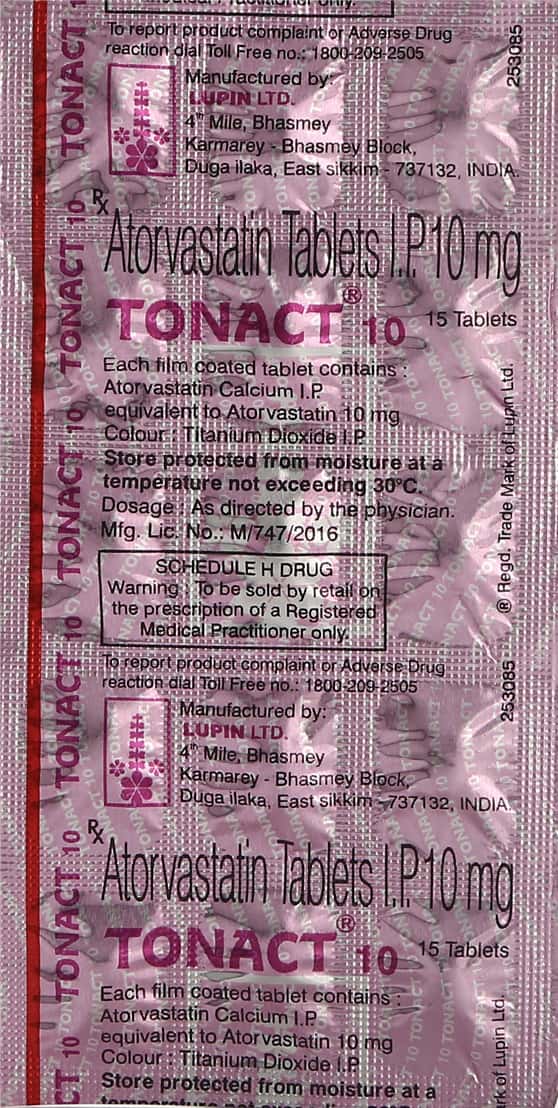 To report product complaint or Adverse Drug
reaction dial Toll Free no.: 1800-209-2505
253085
Manufactured by:
LUPIN LTD.
4th Mile, Bhasmey
Karmarey - Bhasmey Block,
Duga ilaka, East sikkim - 737132, INDIA.
Rx
Atorvastatin Tablets I.P. 10 mg
TONACT® 10
15 Tablets
Each film coated tablet contains :
Atorvastatin Calcium I.P.
equivalent to Atorvastatin 10 mg
Colour : Titanium Dioxide I.P.
Store protected from moisture at a
temperature not exceeding 30°C.
Dosage : As directed by the physician.
Mfg. Lic. No.: M/747/2016
® Regd. Trade Mark of Lupin Ltd.
SCHEDULE H DRUG
Warning : To be sold by retail on
the prescription of a Registered
Medical Practitioner only.
To report product complaint or Adverse Drug
reaction dial Toll Free no.: 1800-209-2505
253085
Manufactured by:
LUPIN LTD.
4th Mile, Bhasmey
Karmarey - Bhasmey Block,
Duga ilaka, East sikkim - 737132, INDIA.
Rx
Atorvastatin Tablets I.P. 10 mg
TONACT® 10
15 Tablets
Each film coated tablet contains :
Atorvastatin Calcium I.P.
equivalent to Atorvastatin 10 mg
Colour : Titanium Dioxide I.P.
Store protected from moisture at a
rk of Lupin Ltd.
TONACT 10 TONACT 10 TONACT 10 TONACT 10 TONACT